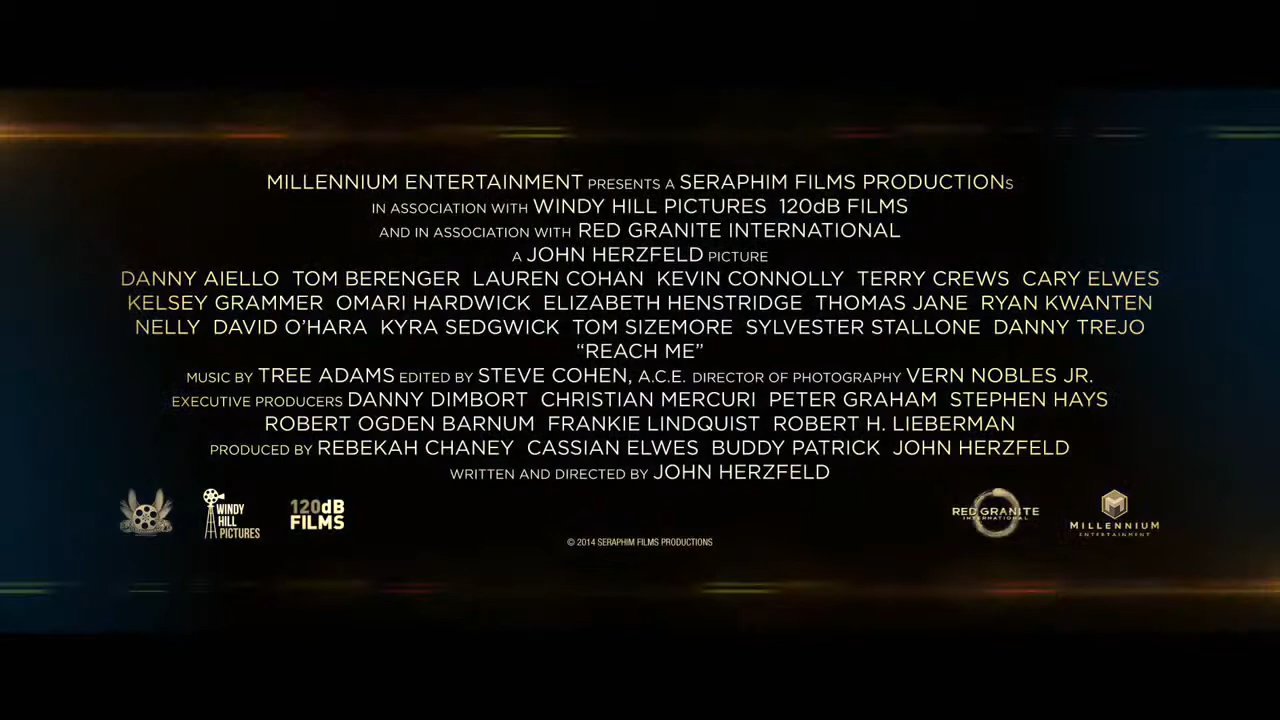 MILLENNIUM ENTERTAINMENT PRESENTS A SERAPHIM FILMS PRODUCTIONs
IN ASSOCIATION WITH WINDY HILL PICTURES 120dB FILMS
AND IN ASSOCIATION WITH RED GRANITE INTERNATIONAL
A JOHN HERZFELD PICTURE
DANNY AIELLO TOM BERENGER LAUREN COHAN KEVIN CONNOLLY TERRY CREWS CARY ELWES
KELSEY GRAMMER OMARI HARDWICK ELIZABETH HENSTRIDGE THOMAS JANE RYAN KWANTEN
NELLY DAVID O’HARA KYRA SEDGWICK TOM SIZEMORE SYLVESTER STALLONE DANNY TREJO
“REACH ME”
MUSIC BY TREE ADAMS EDITED BY STEVE COHEN, A.C.E. DIRECTOR OF PHOTOGRAPHY VERN NOBLES JR.
EXECUTIVE PRODUCERS DANNY DIMBORT CHRISTIAN MERCURI PETER GRAHAM STEPHEN HAYS
ROBERT OGDEN BARNUM FRANKIE LINDQUIST ROBERT H. LIEBERMAN
PRODUCED BY REBEKAH CHANEY CASSIAN ELWES BUDDY PATRICK JOHN HERZFELD
WRITTEN AND DIRECTED BY JOHN HERZFELD
WINDY
HILL
PICTURES
120dB
FILMS
RED GRANITE
INTERNATIONAL
MILLENNIUM
ENTERTAINMENT
© 2014 SERAPHIM FILMS PRODUCTIONS